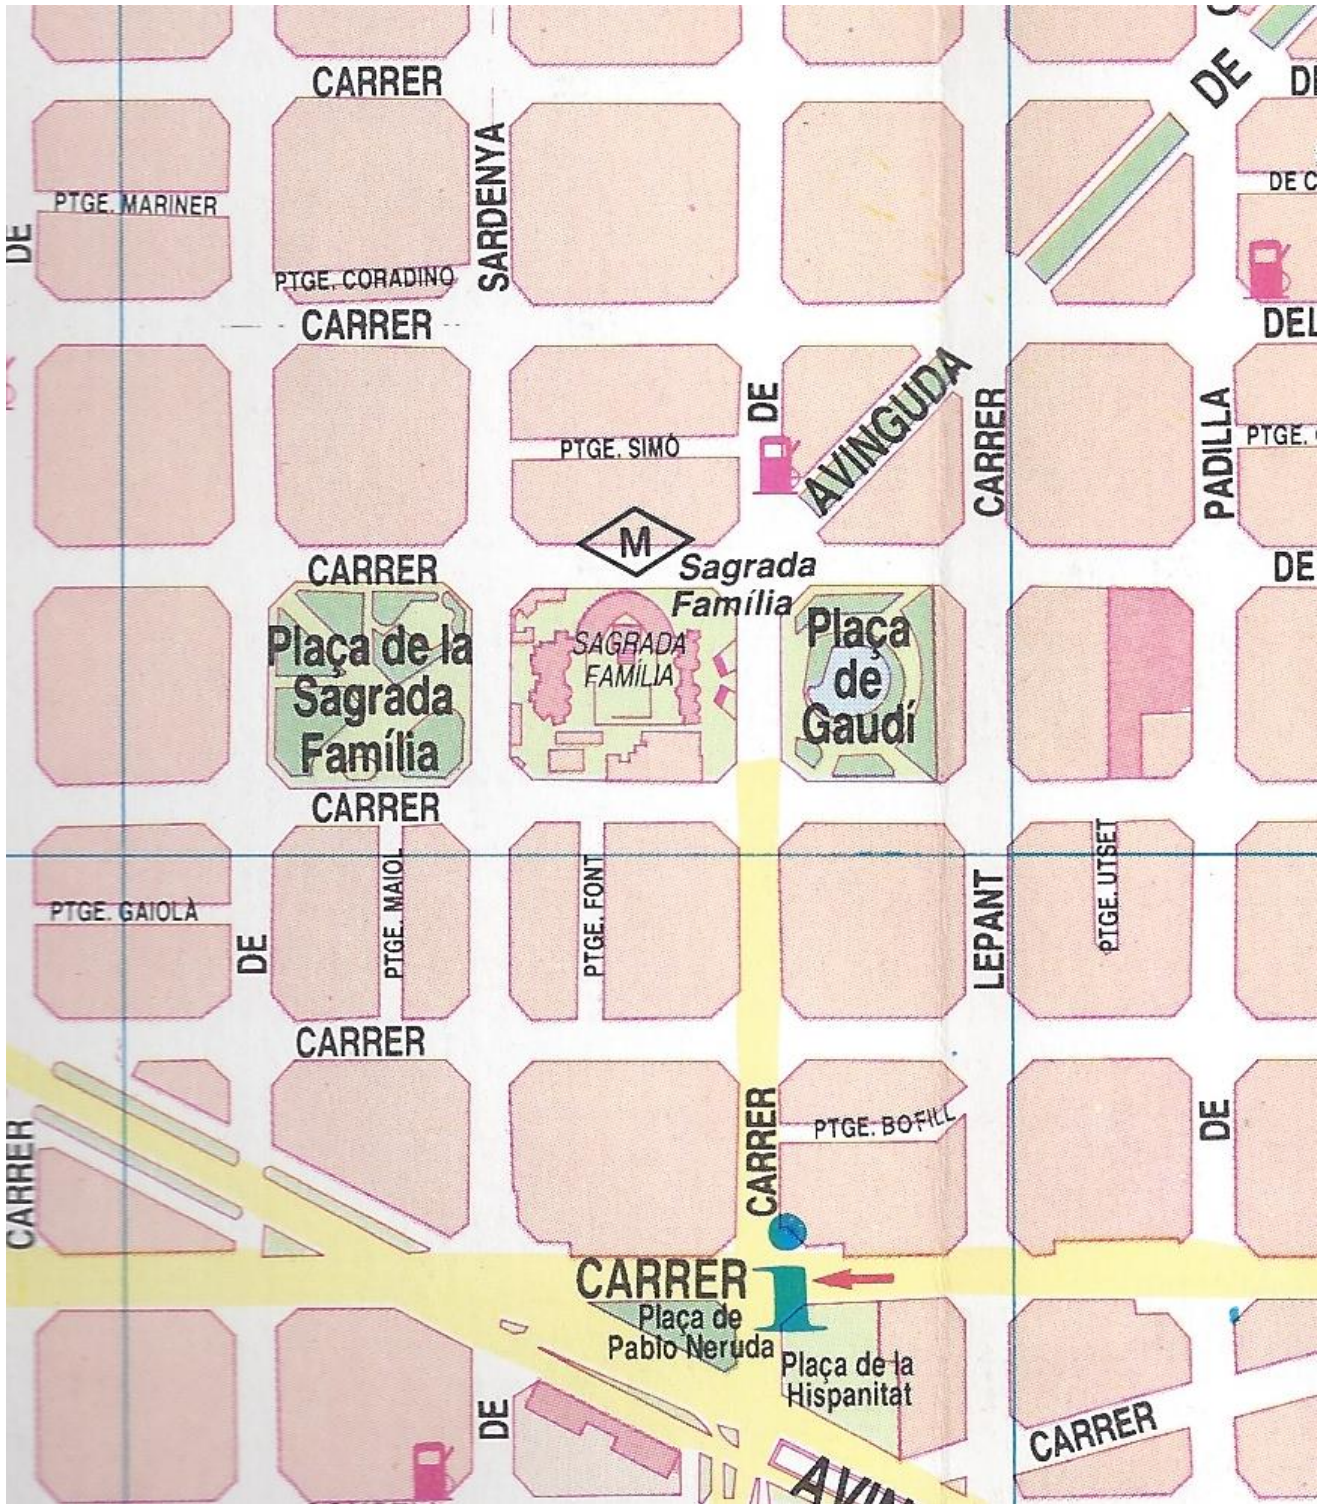 DE
CARRER
SARDENYA
PTGE. MARINER
DE C
DE
PTGE. CORADINO
CARRER
DEL
DE
AVINGUDA
CARRER
PADILLA
PTGE. SIMÓ
PTGE.
M
CARRER
Sagrada
Família
DE
Plaça de la
Sagrada
Família
SAGRADA
FAMÍLIA
Plaça
de
Gaudí
CARRER
PTGE. MAIOL
PTGE. FONT
PTGE. UTSET
LEPANT
PTGE. GAIOLÀ
DE
CARRER
CARRER
CARRER
PTGE. BOFILL
DE
CARRER
i
Plaça de
Pablo Neruda
Plaça de la
Hispanitat
DE
CARRER